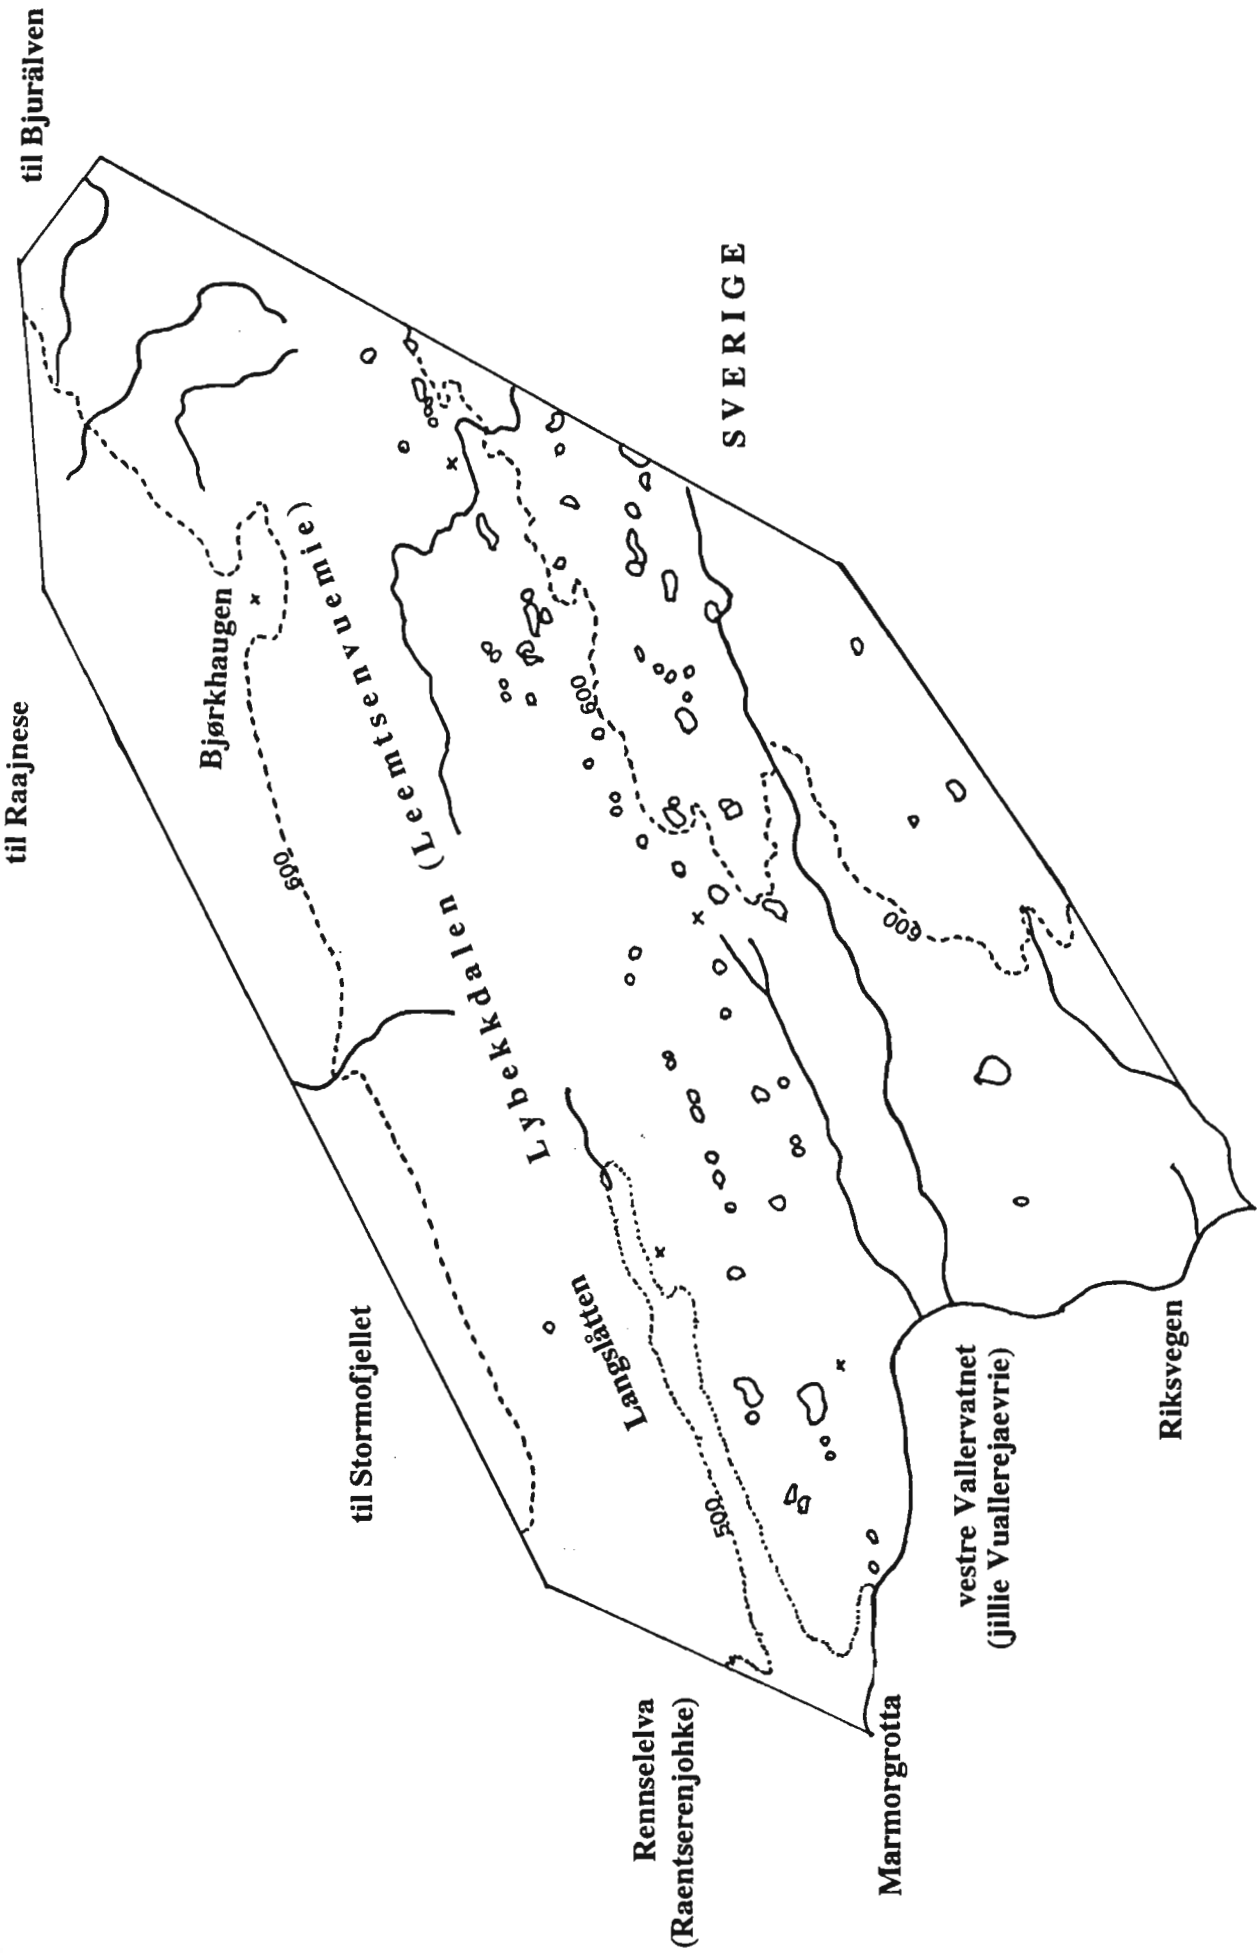 til Stormofjellet
til Raajnese
til Bjurälven
Bjørkhaugen
600
Lybekkdalen (Leemtsenvuemie)
Langslåtten
600
500
Rennselelva
(Raentserenjohke)
SVERIGE
600
Marmorgrotta
vestre Vallervatnet
(jillie Vuallerejaevrie)
Riksvegen